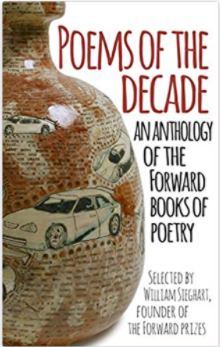 POEMS OF THE
DECADE
AN ANTHOLOGY
OF THE
FORWARD
BOOKS OF
POETRY
SELECTED BY
WILLIAM SIEGHART,
FOUNDER OF
THE FORWARD PRIZES